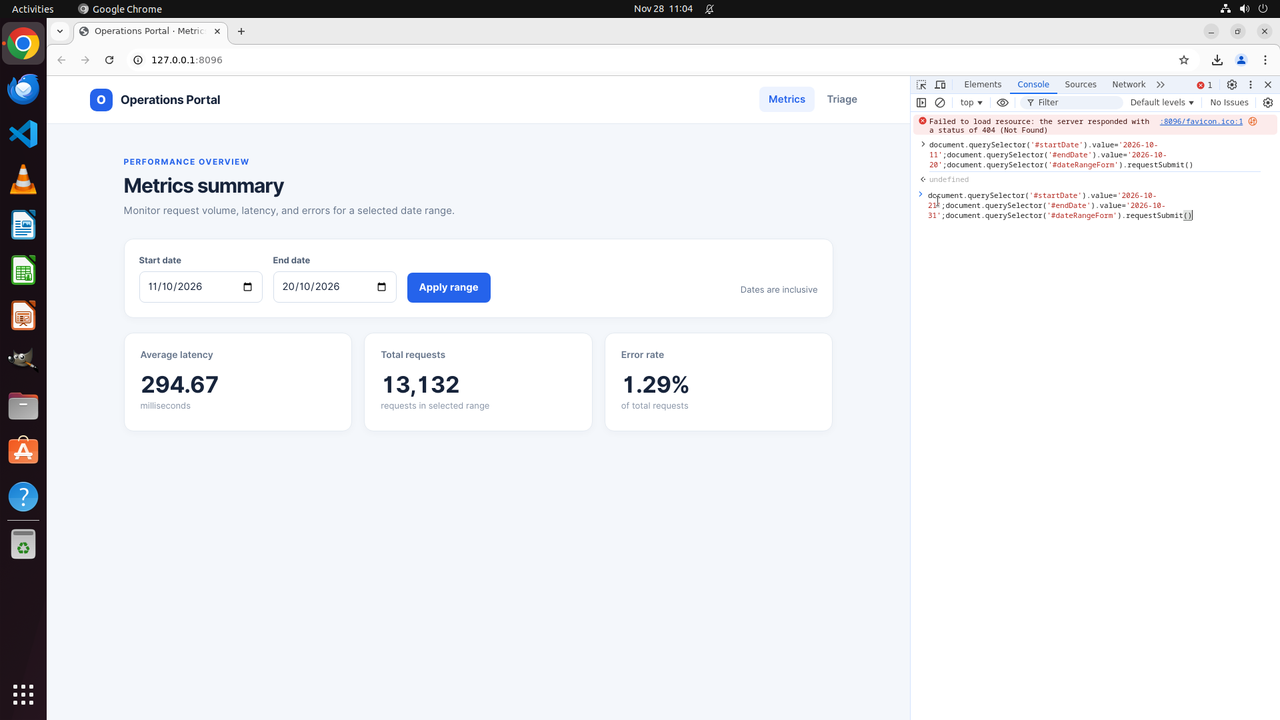 Activities
Google Chrome
Nov 28 11:04
Operations Portal · Metric
127.0.0.1:8096
O Operations Portal
Metrics
Triage
PERFORMANCE OVERVIEW
Metrics summary
Monitor request volume, latency, and errors for a selected date range.
Start date
End date
11/10/2026
20/10/2026
Apply range
Dates are inclusive
Average latency
294.67
milliseconds
Total requests
13,132
requests in selected range
Error rate
1.29%
of total requests
Elements
Console
Sources
Network
1
top
Filter
Default levels
No Issues
Failed to load resource: the server responded with :8096/favicon.ico:1
a status of 404 (Not Found)
document.querySelector('#startDate').value='2026-10-
11';document.querySelector('#endDate').value='2026-10-
20';document.querySelector('#dateRangeForm').requestSubmit()
undefined
document.querySelector('#startDate').value='2026-10-
21';document.querySelector('#endDate').value='2026-10-
31';document.querySelector('#dateRangeForm').requestSubmit()